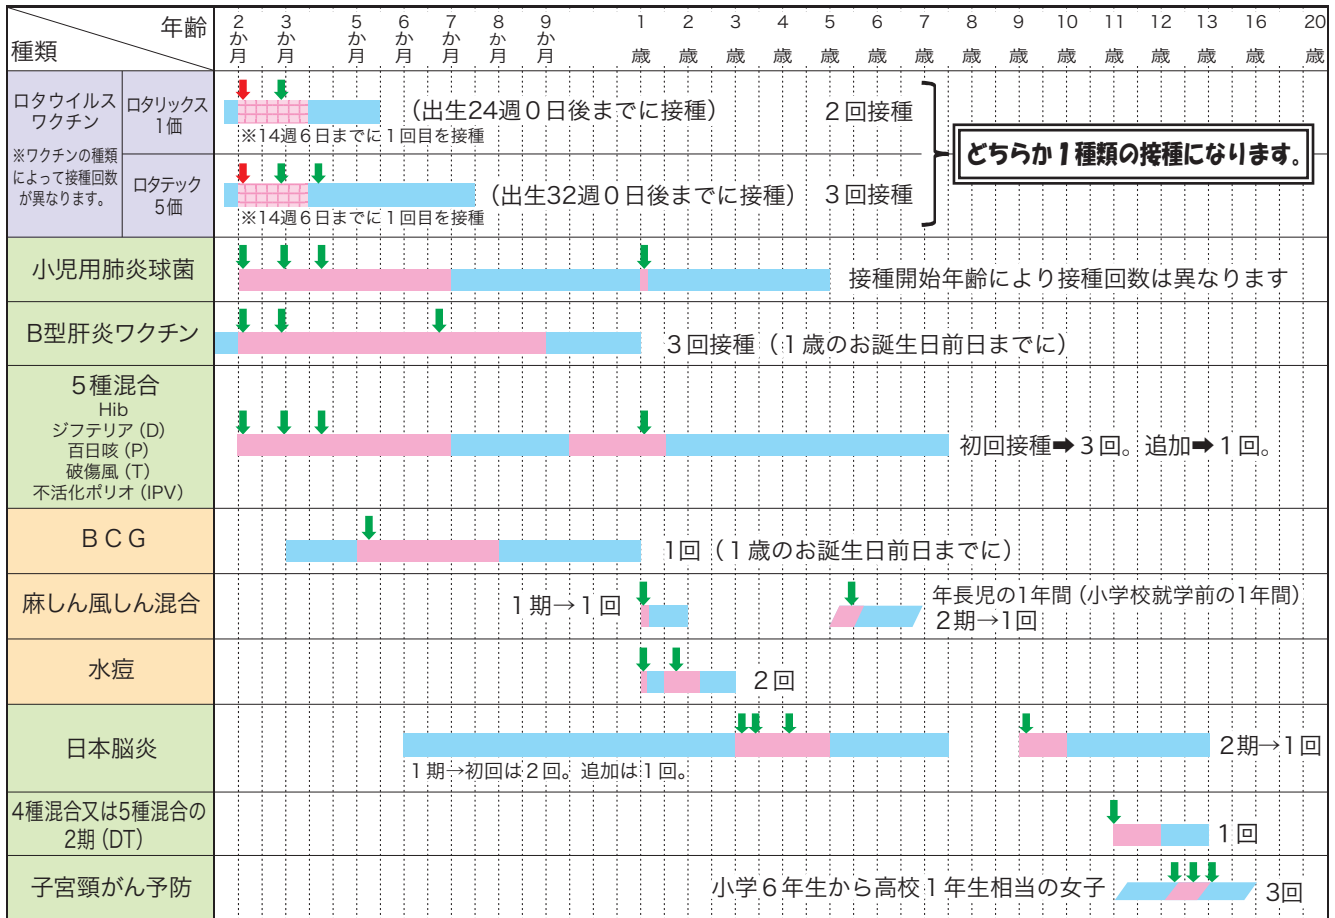 年齢
種類
2か月
3か月
5か月
6か月
7か月
8か月
9か月
1歳
2歳
3歳
4歳
5歳
6歳
7歳
8歳
9歳
10歳
11歳
12歳
13歳
16歳
20歳
ロタウイルス
ワクチン
※ワクチンの種類
によって接種回数
が異なります。
ロタリックス
1価
(出生24週0日後までに接種)
2回接種
※14週6日までに1回目を接種
ロタテック
5価
(出生32週0日後までに接種)
3回接種
※14週6日までに1回目を接種
どちらか1種類の接種になります。
小児用肺炎球菌
接種開始年齢により接種回数は異なります
B型肝炎ワクチン
3回接種(1歳のお誕生日前日までに)
5種混合
Hib
ジフテリア(D)
百日咳(P)
破傷風(T)
不活化ポリオ(IPV)
初回接種➡3回。追加➡1回。
BCG
1回(1歳のお誕生日前日までに)
麻しん風しん混合
1期→1回
年長児の1年間(小学校就学前の1年間)
2期→1回
水痘
2回
日本脳炎
1期→初回は2回。追加は1回。
2期→1回
4種混合又は5種混合の
2期(DT)
1回
子宮頸がん予防
小学6年生から高校1年生相当の女子
3回